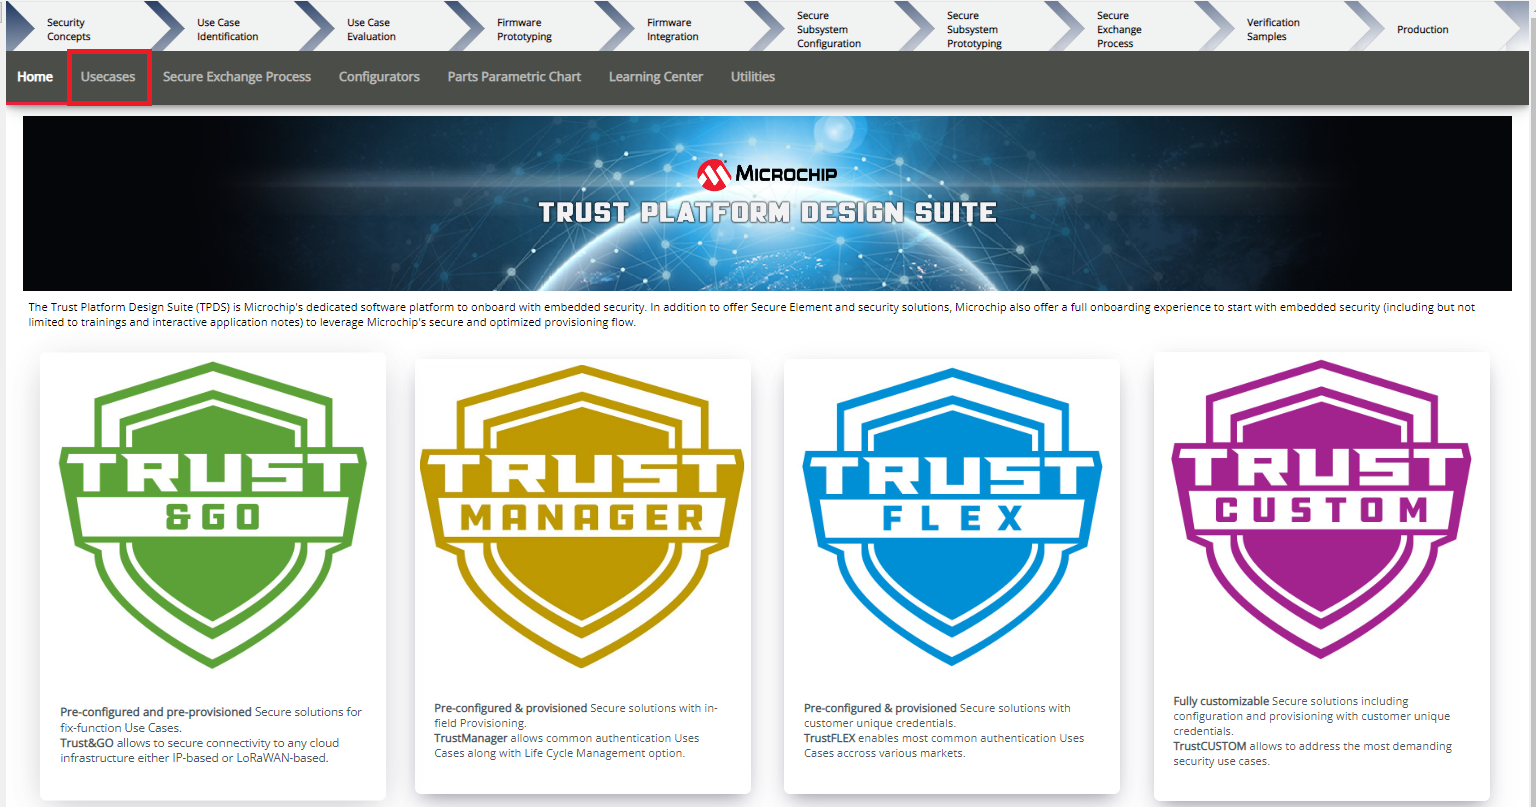 Security
Concepts
Use Case
Identification
Use Case
Evaluation
Firmware
Prototyping
Firmware
Integration
Secure
Subsystem
Configuration
Secure
Subsystem
Prototyping
Secure
Exchange
Process
Verification
Samples
Production
Home Usecases Secure Exchange Process Configurators Parts Parametric Chart Learning Center Utilities
MICROCHIP
TRUST PLATFORM DESIGN SUITE
The Trust Platform Design Suite (TPDS) is Microchip's dedicated software platform to onboard with embedded security. In addition to offer Secure Element and security solutions, Microchip also offer a full onboarding experience to start with embedded security (including but not
limited to trainings and interactive application notes) to leverage Microchip's secure and optimized provisioning flow.
TRUST
&GO
Pre-configured and pre-provisioned Secure solutions for
fix-function Use Cases.
Trust&GO allows to secure connectivity to any cloud
infrastructure either IP-based or LoRaWAN-based.
TRUST
MANAGER
Pre-configured & provisioned Secure solutions with in-
field Provisioning.
TrustManager allows common authentication Uses
Cases along with Life Cycle Management option.
TRUST
FLEX
Pre-configured & provisioned Secure solutions with
customer unique credentials.
TrustFLEX enables most common authentication Uses
Cases accross various markets.
TRUST
CUSTOM
Fully customizable Secure solutions including
configuration and provisioning with customer unique
credentials.
TrustCUSTOM allows to address the most demanding
security use cases.